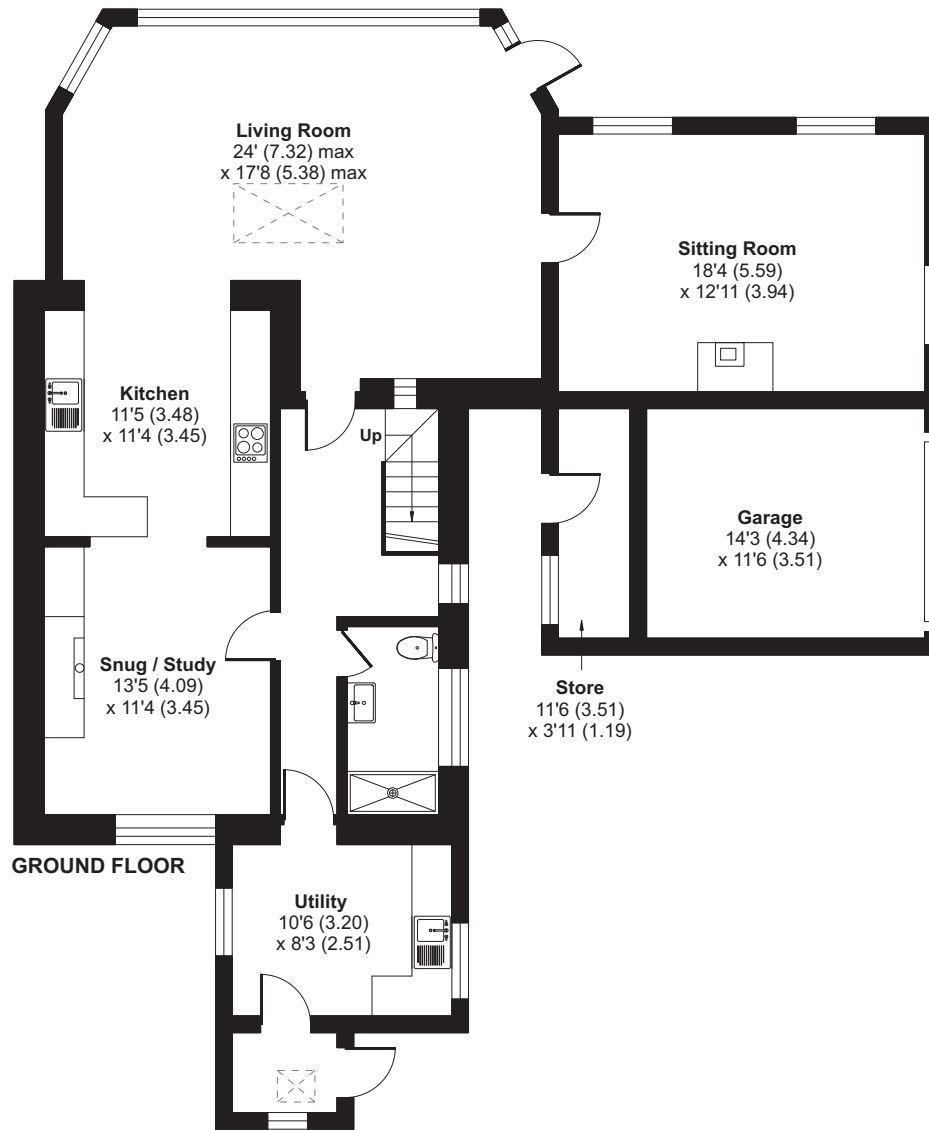 Living Room
24' (7.32) max
x 17'8 (5.38) max
Sitting Room
18'4 (5.59)
x 12'11 (3.94)
Kitchen
11'5 (3.48)
x 11'4 (3.45)
Up
Garage
14'3 (4.34)
x 11'6 (3.51)
Snug / Study
13'5 (4.09)
x 11'4 (3.45)
Store
11'6 (3.51)
x 3'11 (1.19)
GROUND FLOOR
Utility
10'6 (3.20)
x 8'3 (2.51)